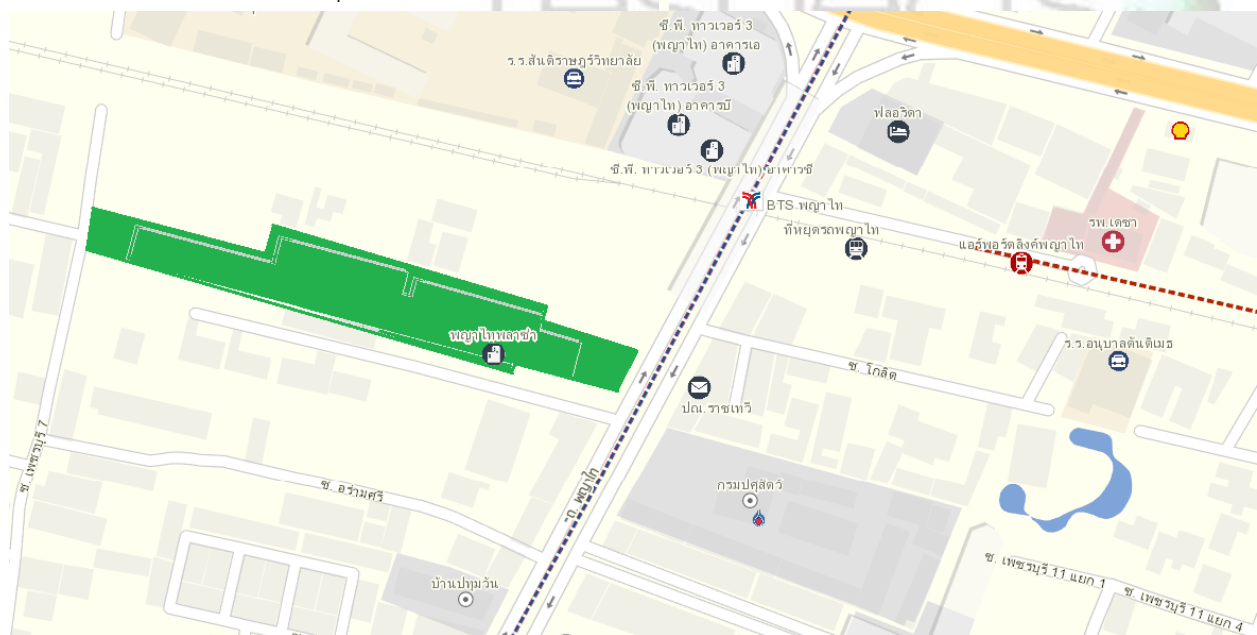 ซี.พี. ทาวเวอร์ 3
(พญาไท) อาคารเอ
ร.ร.สันติราษฎร์วิทยาลัย
ซี.พี. ทาวเวอร์ 3
(พญาไท) อาคารบี
ฟลอริดา
ซี.พี. ทาวเวอร์ 3 (พญาไท) อาคารซี
BTS พญาไท
รพ.เดชา
ที่หยุดรถพญาไท
แอร์พอร์ตลิงค์พญาไท
พญาไทพลาซ่า
ร.ร.อนุบาลต้นติเมธ
ซ. โกสิต
ปณ.ราชเทวี
ซ. เพชรบุรี 7
ถ. พญาไท
ซ. อรามศรี
กรมปศุสัตว์
บ้านปทุมวัน
ซ. เพชรบุรี 11 แยก 1
ซ. เพชรบุรี 11 แยก 4